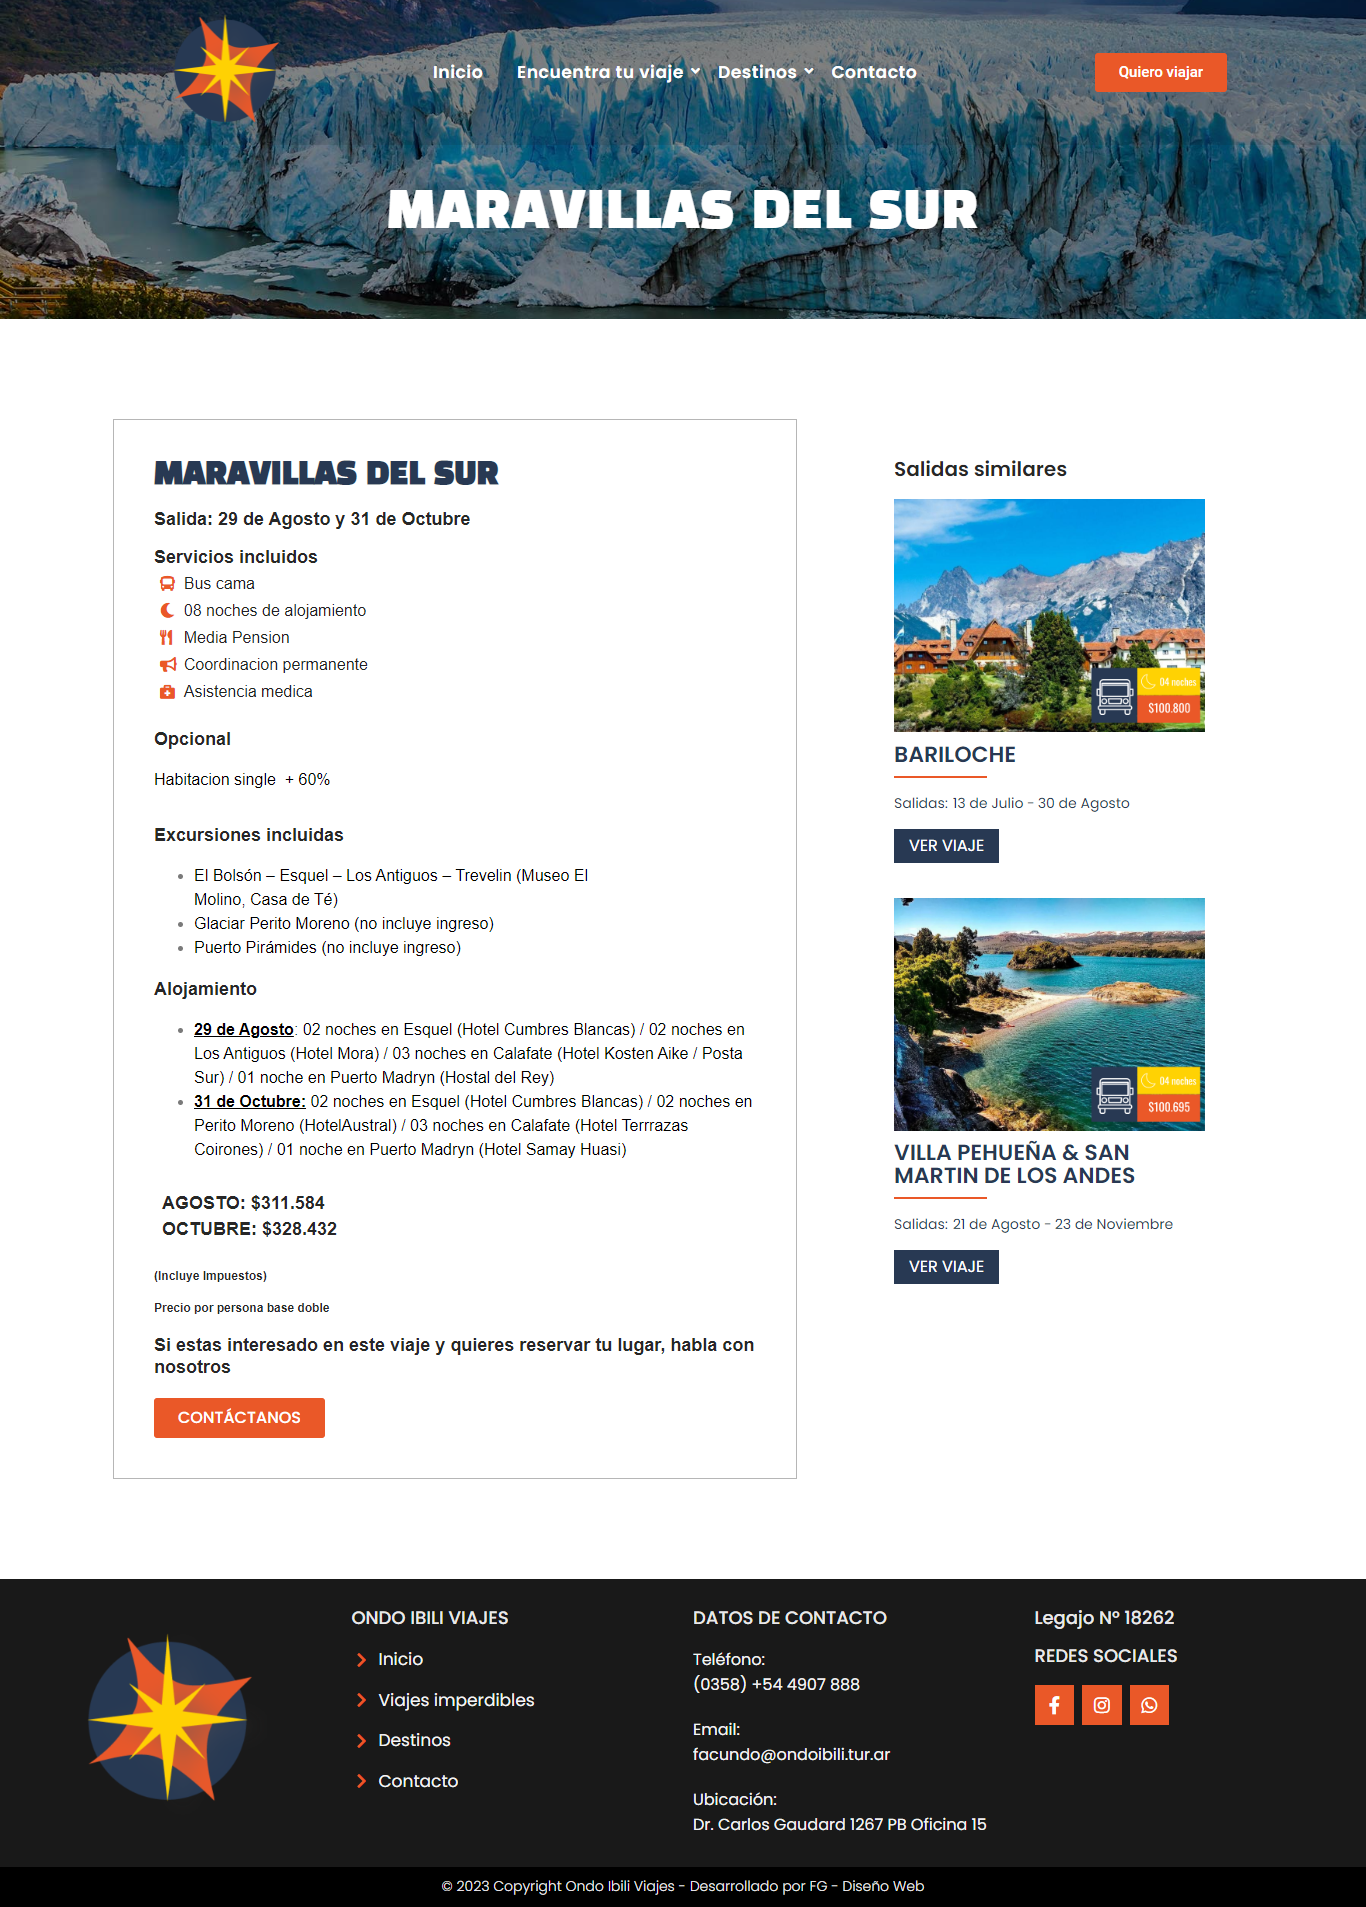 Inicio
Encuentra tu viaje
Destinos
Contacto
Quiero viajar
MARAVILLAS DEL SUR
MARAVILLAS DEL SUR
Salida: 29 de Agosto y 31 de Octubre
Servicios incluidos
Bus cama
08 noches de alojamiento
Media Pension
Coordinacion permanente
Asistencia medica
Opcional
Habitacion single + 60%
Excursiones incluidas
El Bolsón – Esquel – Los Antiguos – Trevelin (Museo El
Molino, Casa de Té)
Glaciar Perito Moreno (no incluye ingreso)
Puerto Pirámides (no incluye ingreso)
Alojamiento
29 de Agosto: 02 noches en Esquel (Hotel Cumbres Blancas) / 02 noches en
Los Antiguos (Hotel Mora) / 03 noches en Calafate (Hotel Kosten Aike / Posta
Sur) / 01 noche en Puerto Madryn (Hostal del Rey)
31 de Octubre: 02 noches en Esquel (Hotel Cumbres Blancas) / 02 noches en
Perito Moreno (HotelAustral) / 03 noches en Calafate (Hotel Terrrazas
Coirones) / 01 noche en Puerto Madryn (Hotel Samay Huasi)
AGOSTO: $311.584
OCTUBRE: $328.432
(Incluye Impuestos)
Precio por persona base doble
Si estas interesado en este viaje y quieres reservar tu lugar, habla con
nosotros
CONTÁCTANOS
Salidas similares
04 noches
$100.800
BARILOCHE
Salidas: 13 de Julio - 30 de Agosto
VER VIAJE
04 noches
$100.695
VILLA PEHUEÑA & SAN
MARTIN DE LOS ANDES
Salidas: 21 de Agosto - 23 de Noviembre
VER VIAJE
ONDO IBILI VIAJES
Inicio
Viajes imperdibles
Destinos
Contacto
DATOS DE CONTACTO
Teléfono:
(0358) +54 4907 888
Email:
facundo@ondoibili.tur.ar
Ubicación:
Dr. Carlos Gaudard 1267 PB Oficina 15
Legajo Nº 18262
REDES SOCIALES
© 2023 Copyright Ondo Ibili Viajes - Desarrollado por FG - Diseño Web